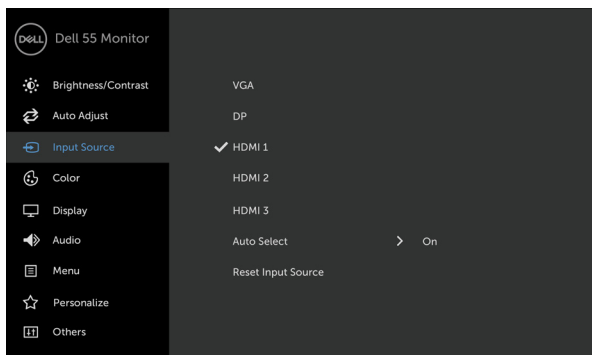 DELL
Dell 55 Monitor
Brightness/Contrast
Auto Adjust
Input Source
Color
Display
Audio
Menu
Personalize
Others
VGA
DP
HDMI 1
HDMI 2
HDMI 3
Auto Select > On
Reset Input Source